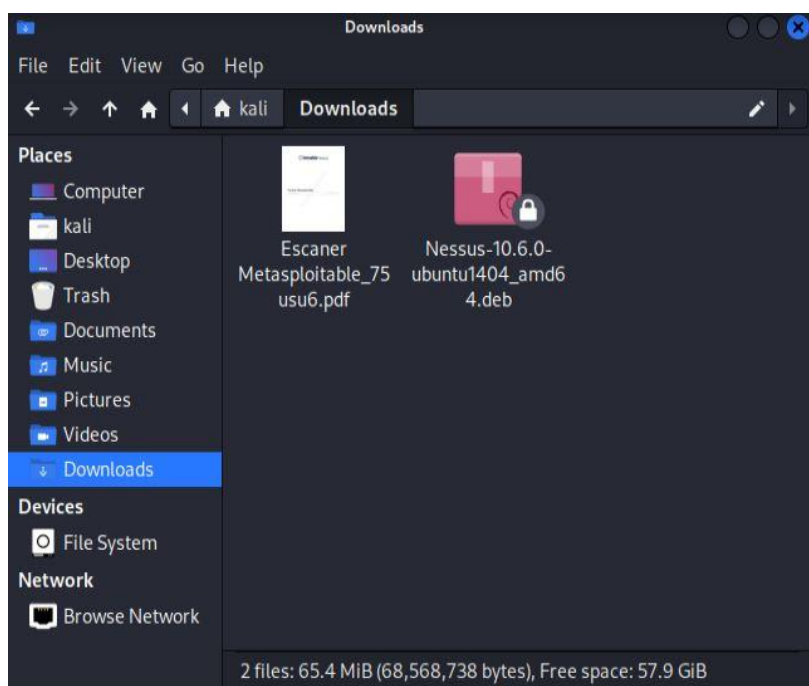 Downloads
File Edit View Go Help
kali Downloads
Places
Computer
kali
Desktop
Trash
Documents
Music
Pictures
Videos
Downloads
Devices
File System
Network
Browse Network
Escaner
Metasploitable_75
usu6.pdf
Nessus-10.6.0-
ubuntu1404_amd6
4.deb
2 files: 65.4 MiB (68,568,738 bytes), Free space: 57.9 GiB